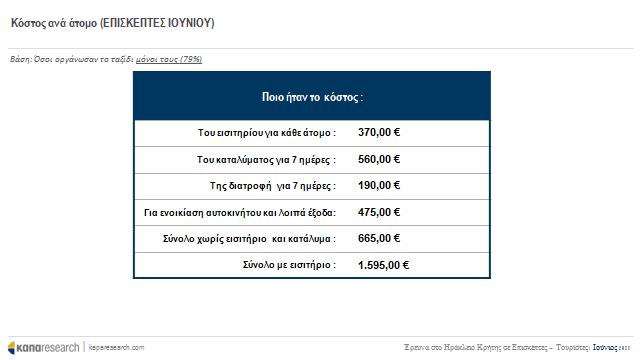 Κόστος ανά άτομο (ΕΠΙΣΚΕΠΤΕΣ ΙΟΥΝΙΟΥ)
Βάση: Όσοι οργάνωσαν το ταξίδι μόνοι τους (79%)
Ποιο ήταν το κόστος :
Του εισιτηρίου για κάθε άτομο : 370,00 €
Του καταλύματος για 7 ημέρες : 560,00 €
Της διατροφή για 7 ημέρες : 190,00 €
Για ενοικίαση αυτοκινήτου και λοιπά έξοδα: 475,00 €
Σύνολο χωρίς εισιτήριο και κατάλυμα : 665,00 €
Σύνολο με εισιτήριο : 1.595,00 €
καπαresearch | kaparesearch.com
Έρευνα στο Ηράκλειο Κρήτης σε Επισκέπτες – Τουρίστες: Ιούνιος 2022